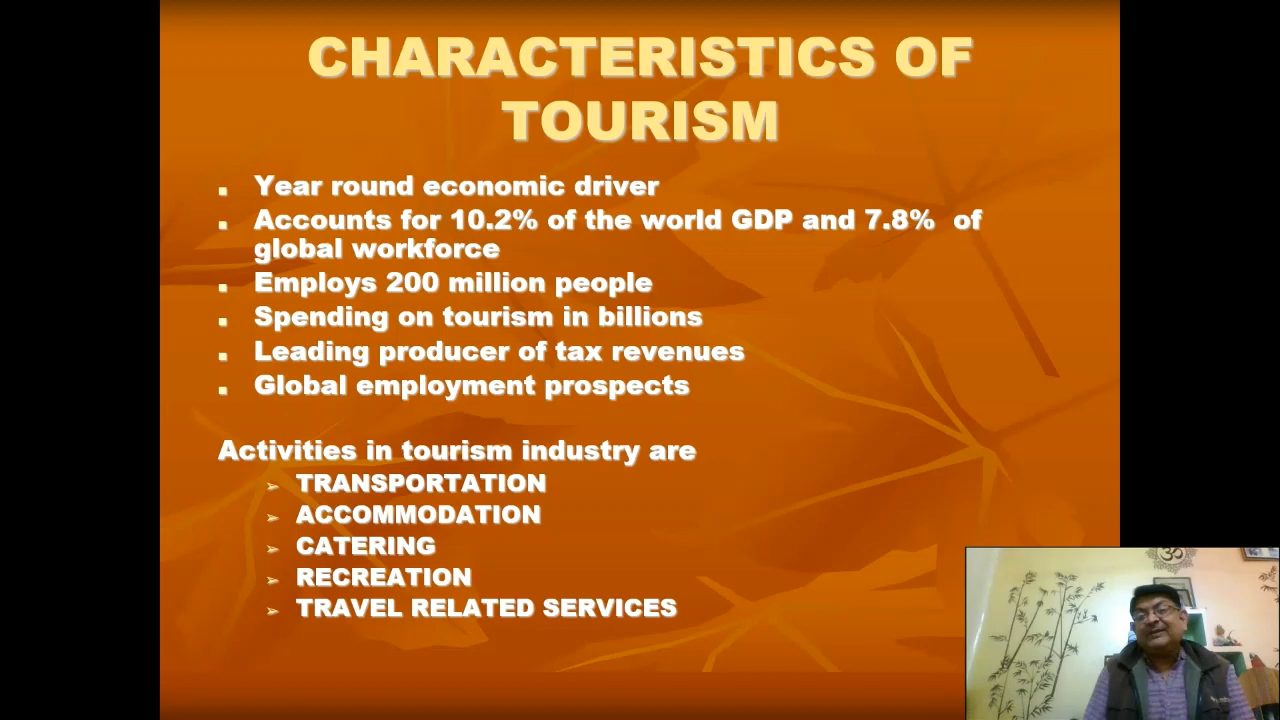 CHARACTERISTICS OF
TOURISM
Year round economic driver
Accounts for 10.2% of the world GDP and 7.8% of
global workforce
Employs 200 million people
Spending on tourism in billions
Leading producer of tax revenues
Global employment prospects
Activities in tourism industry are
TRANSPORTATION
ACCOMMODATION
CATERING
RECREATION
TRAVEL RELATED SERVICES
ॐ